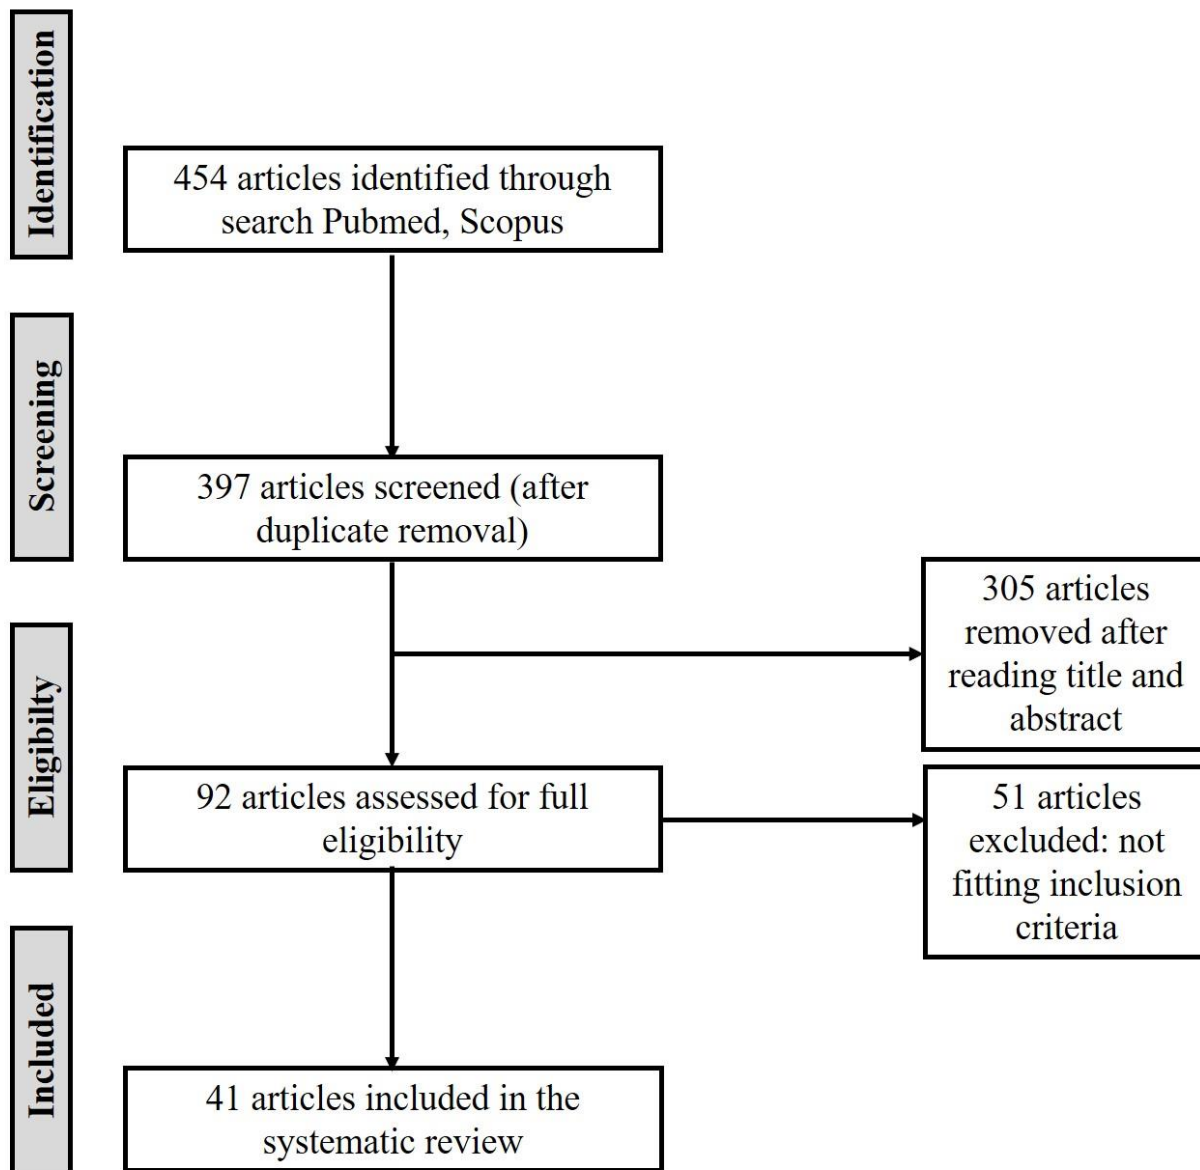 Identification
454 articles identified through
search Pubmed, Scopus
Screening
397 articles screened (after
duplicate removal)
305 articles
removed after
reading title and
abstract
Eligibilty
92 articles assessed for full
eligibility
51 articles
excluded: not
fitting inclusion
criteria
Included
41 articles included in the
systematic review